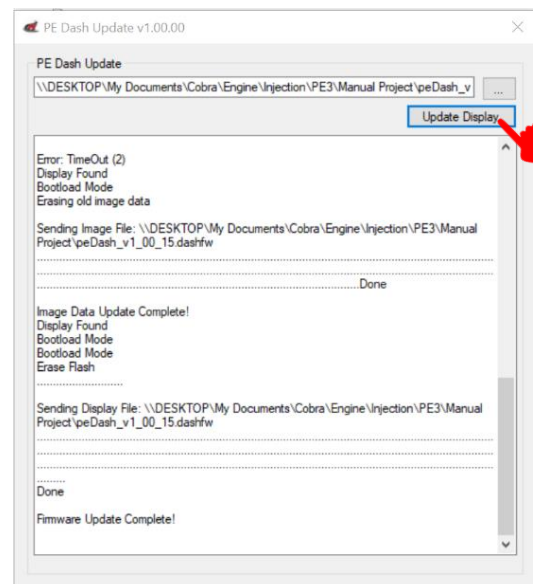 PE Dash Update v1.00.00
PE Dash Update
\\DESKTOP\My Documents\Cobra\Engine\Injection\PE3\Manual Project\peDash_v
...
Update Display
Error: TimeOut (2)
Display Found
Bootload Mode
Erasing old image data
Sending Image File: \\DESKTOP\My Documents\Cobra\Engine\Injection\PE3\Manual
Project\peDash_v1_00_15.dashfw
................................................................................................................................................................
................................................................................................................................................................
...................................................................................................................Done
Image Data Update Complete!
Display Found
Bootload Mode
Bootload Mode
Erase Flash
..............................
Sending Display File: \\DESKTOP\My Documents\Cobra\Engine\Injection\PE3\Manual
Project\peDash_v1_00_15.dashfw
................................................................................................................................................................
................................................................................................................................................................
................................................................................................................................................................
..........
Done
Firmware Update Complete!